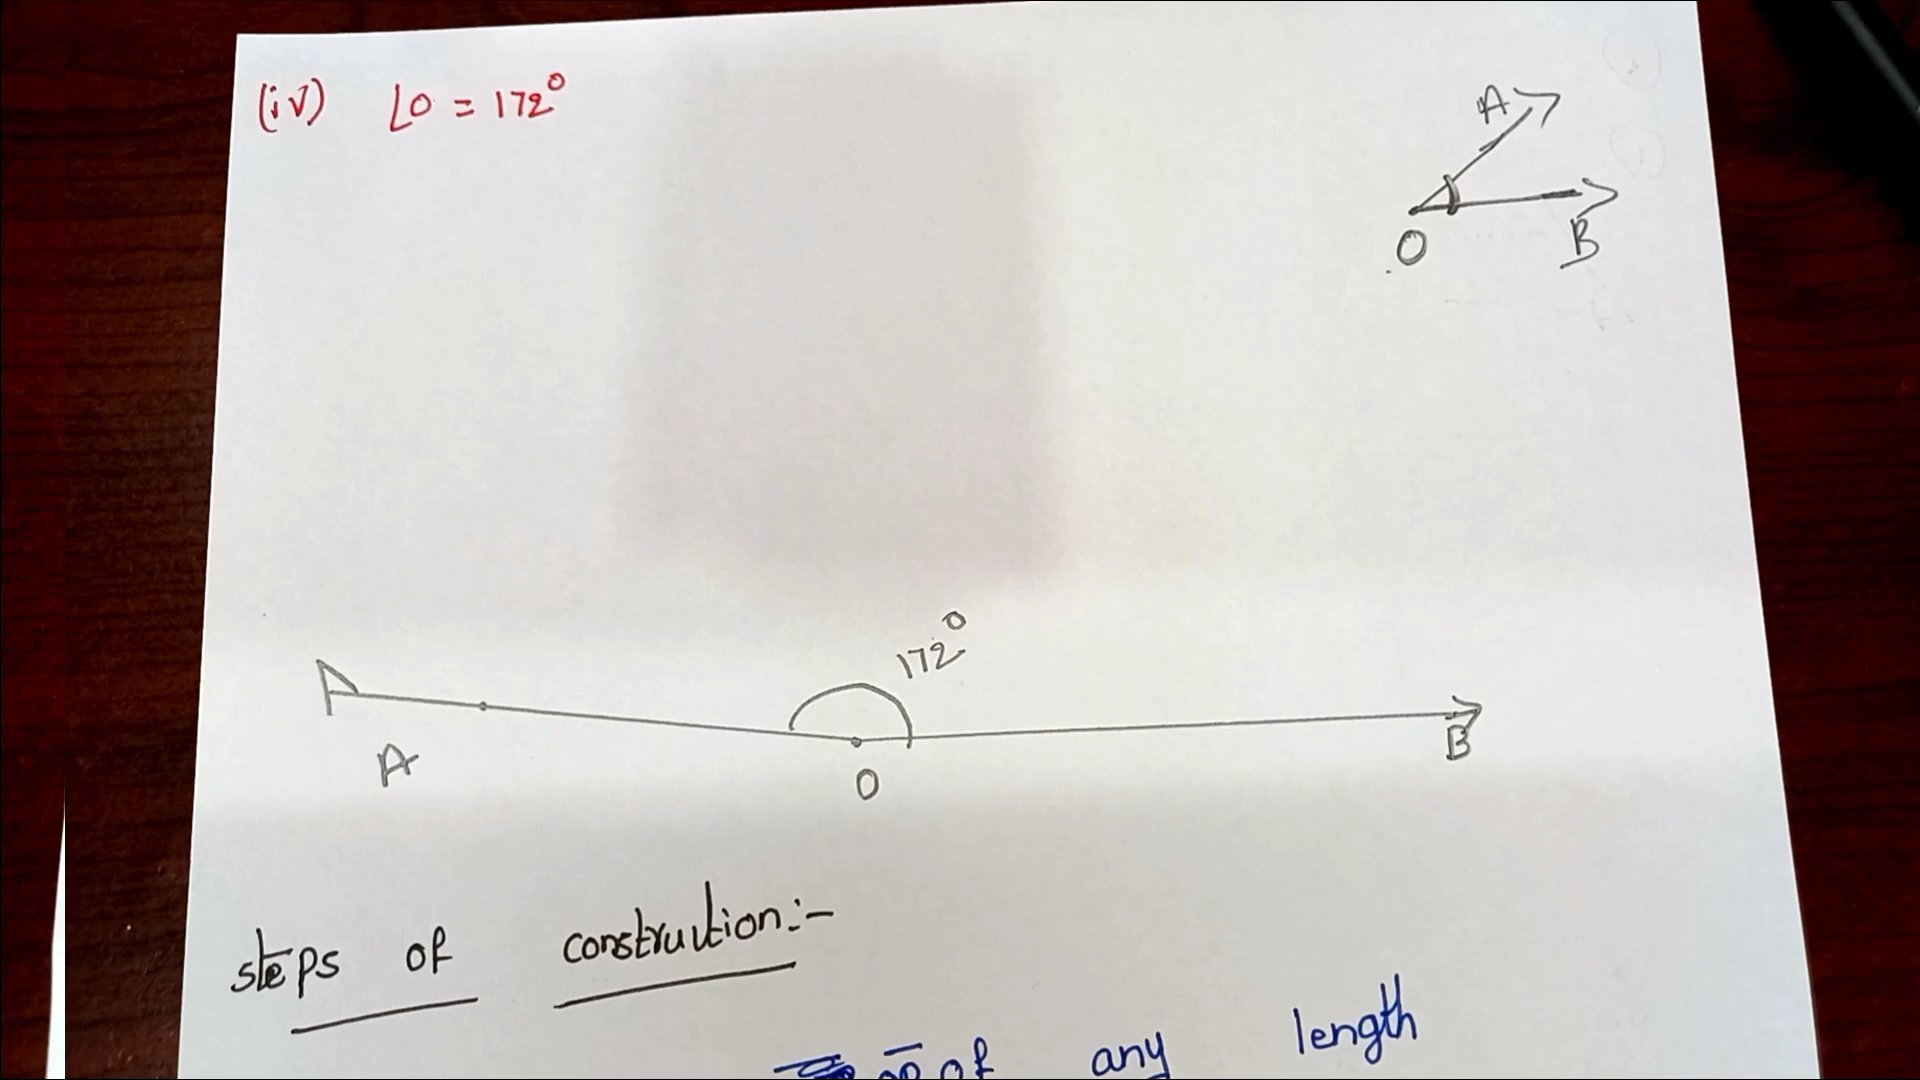 (iv) ∠O = 172°
A
O
B
172°
A
O
B
steps of construction:-
of any length